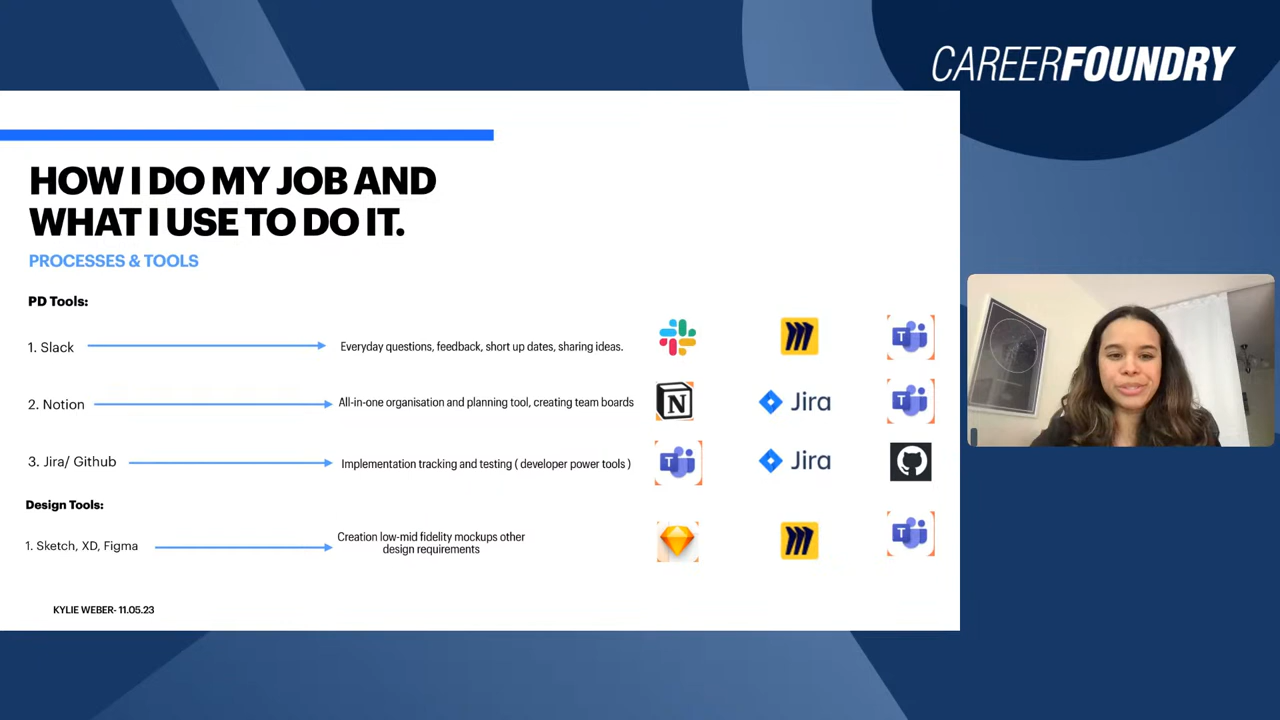 CAREERFOUNDRY
HOW I DO MY JOB AND
WHAT I USE TO DO IT.
PROCESSES & TOOLS
PD Tools:
1. Slack
Everyday questions, feedback, short up dates, sharing ideas.
T
2. Notion
All-in-one organisation and planning tool, creating team boards
N
Jira
T
3. Jira/ Github
Implementation tracking and testing ( developer power tools )
T
Jira
Design Tools:
1. Sketch, XD, Figma
Creation low-mid fidelity mockups other
design requirements
T
KYLIE WEBER- 11.05.23